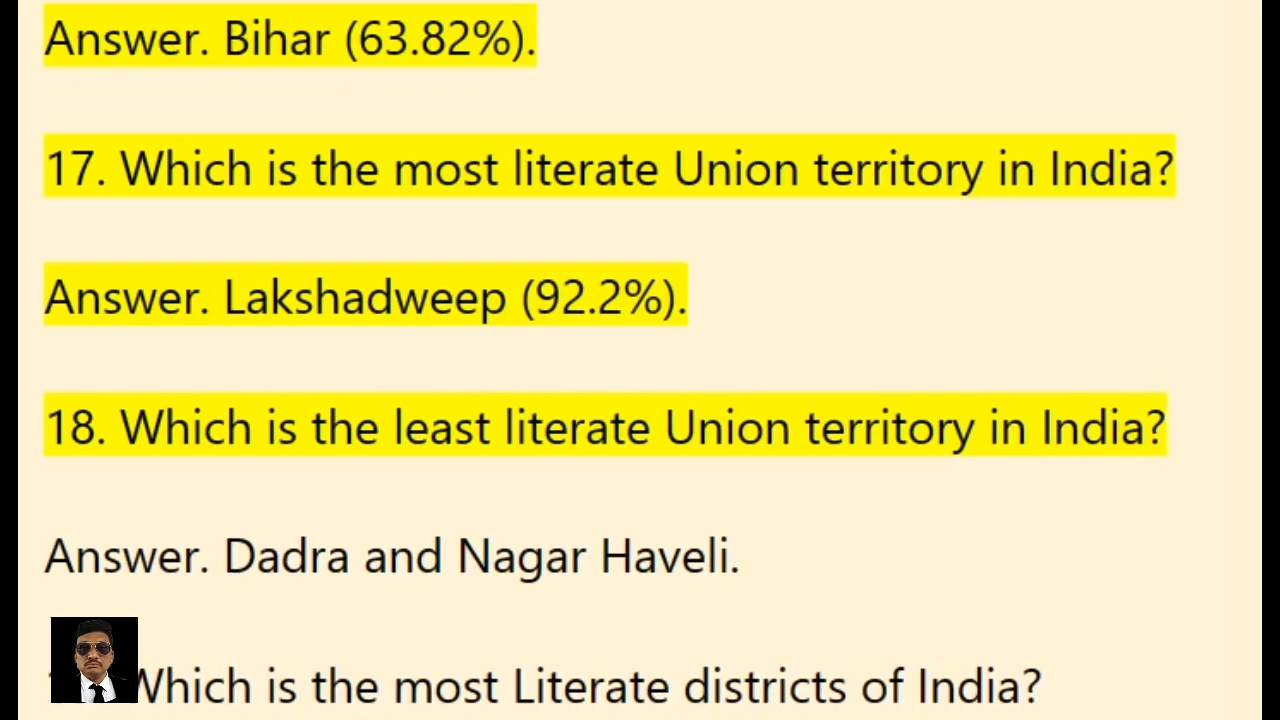 Answer. Bihar (63.82%).
17. Which is the most literate Union territory in India?
Answer. Lakshadweep (92.2%).
18. Which is the least literate Union territory in India?
Answer. Dadra and Nagar Haveli.
Which is the most Literate districts of India?